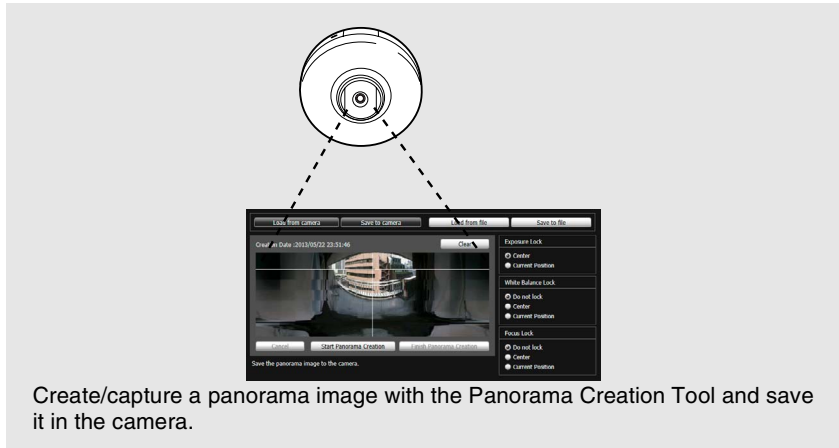 Load from camera Save to camera Load from file Save to file
Creation Date :2013/05/22 23:51:46 Clear
Exposure Lock
Center
Current Position
White Balance Lock
Do not lock
Center
Current Position
Focus Lock
Do not lock
Center
Current Position
Cancel Start Panorama Creation Finish Panorama Creation
Save the panorama image to the camera.
Create/capture a panorama image with the Panorama Creation Tool and save
it in the camera.